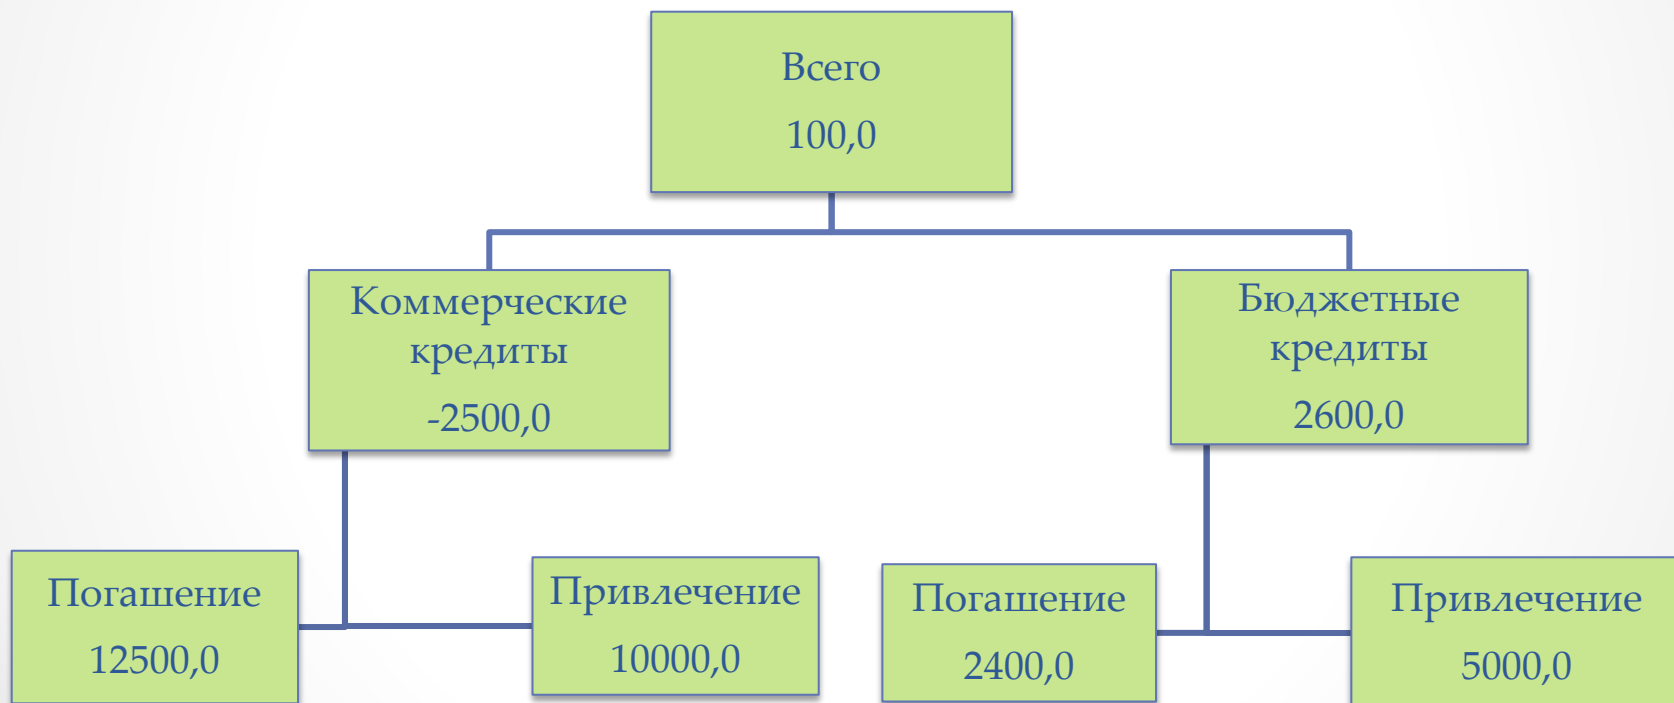 Всего
100,0
Коммерческие
кредиты
-2500,0
Бюджетные
кредиты
2600,0
Погашение
12500,0
Привлечение
10000,0
Погашение
2400,0
Привлечение
5000,0